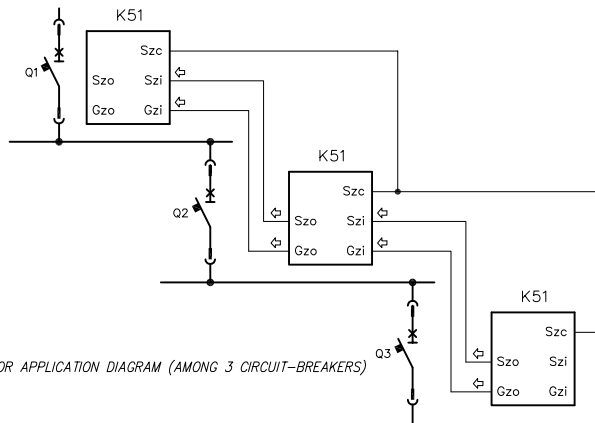 K51
Szc
Q1
Szo Szi
Gzo Gzi
K51
Szc
Q2
Szo Szi
Gzo Gzi
K51
Szc
Q3
Szo Szi
Gzo Gzi
OR APPLICATION DIAGRAM (AMONG 3 CIRCUIT-BREAKERS)